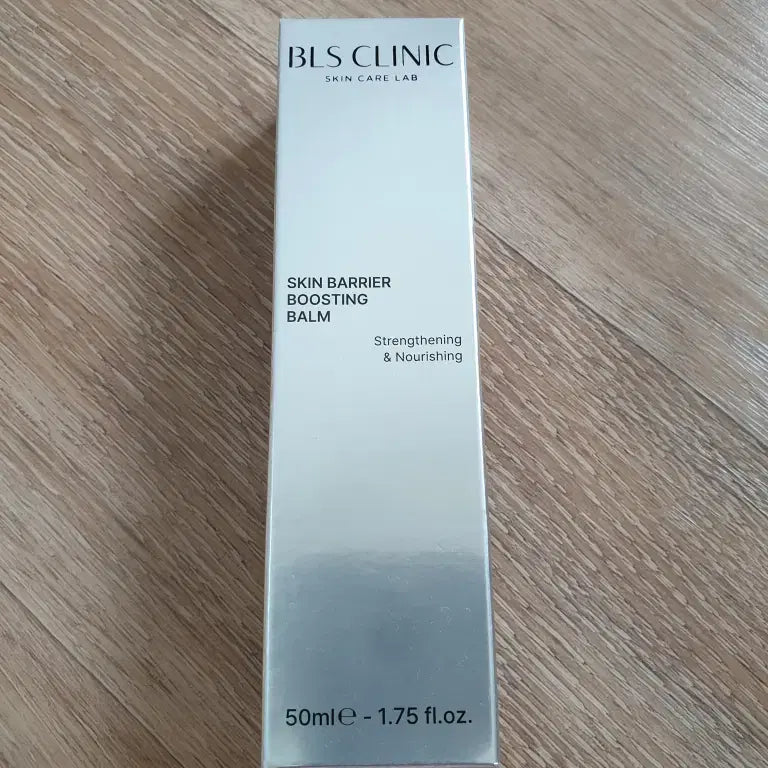 BLS CLINIC
SKIN CARE LAB
SKIN BARRIER
BOOSTING
BALM
Strengthening
& Nourishing
50ml℮ - 1.75 fl.oz.